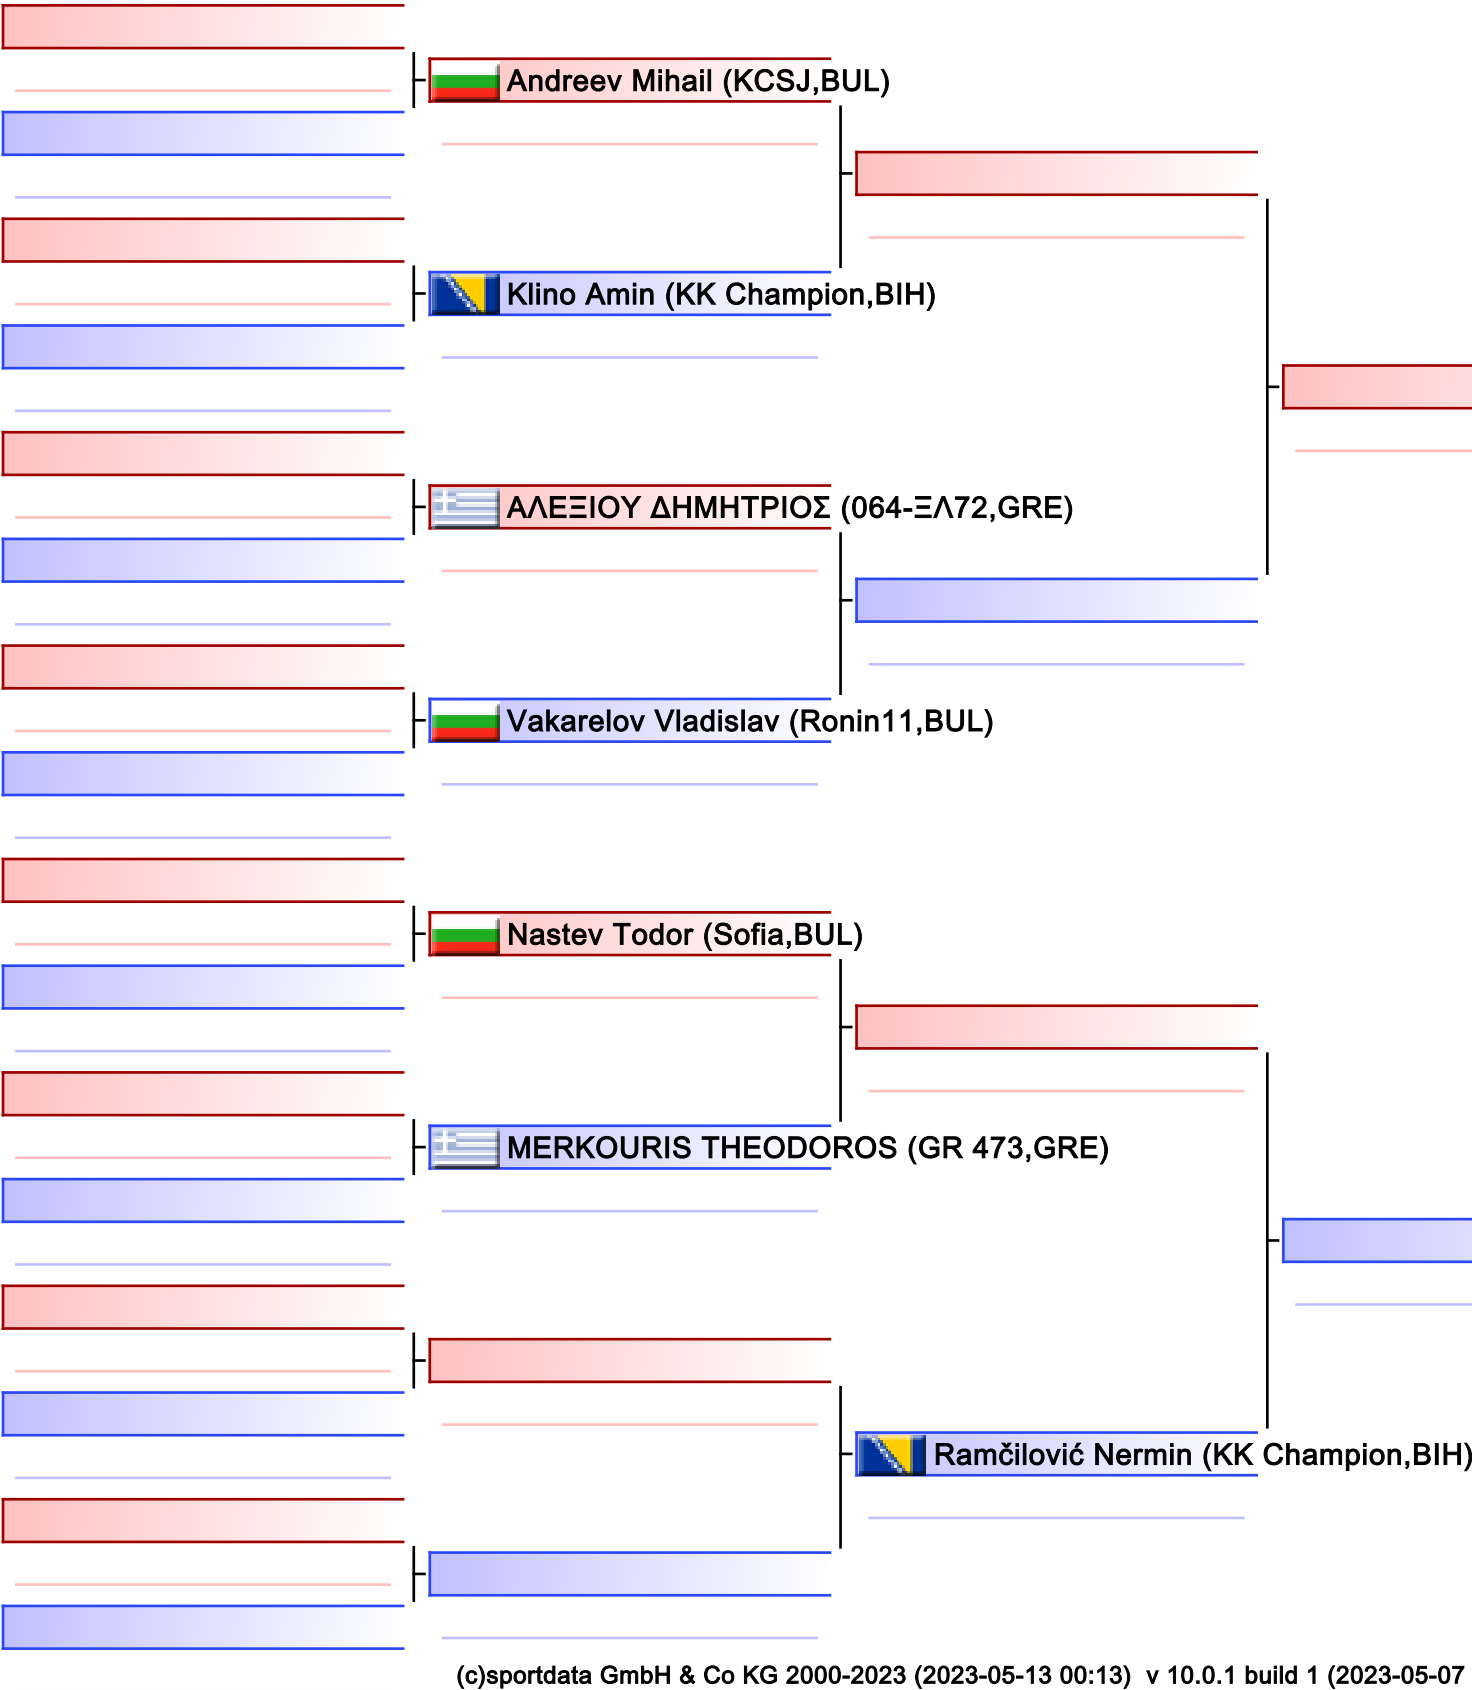 Andreev Mihail (KCSJ,BUL)
Klino Amin (KK Champion,BIH)
ΑΛΕΞΙΟΥ ΔΗΜΗΤΡΙΟΣ (064-ΞΛ72,GRE)
Vakarelov Vladislav (Ronin11,BUL)
Nastev Todor (Sofia,BUL)
MERKOURIS THEODOROS (GR 473,GRE)
Ramčilović Nermin (KK Champion,BIH)
(c)sportdata GmbH & Co KG 2000-2023 (2023-05-13 00:13) v 10.0.1 build 1 (2023-05-07